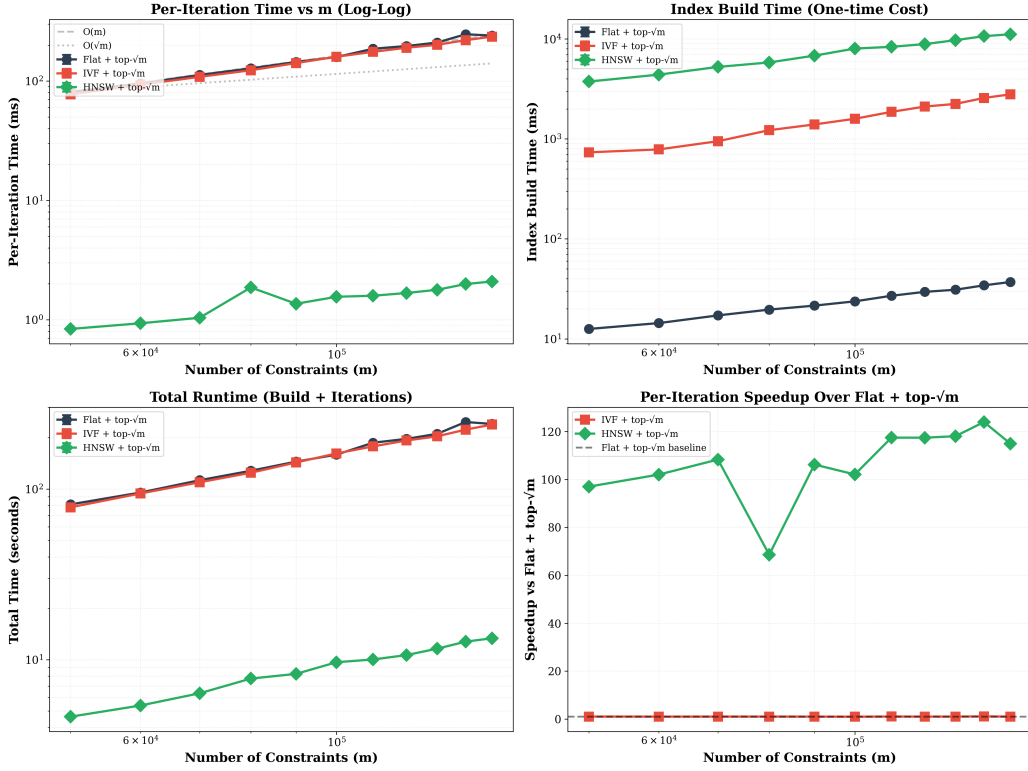 Per-Iteration Time vs m (Log-Log)
O(m)
O(√m)
Flat + top-√m
IVF + top-√m
HNSW + top-√m
10²
10¹
10⁰
Per-Iteration Time (ms)
6 × 10⁴
10⁵
Number of Constraints (m)
Index Build Time (One-time Cost)
Flat + top-√m
IVF + top-√m
HNSW + top-√m
10⁴
10³
10²
10¹
Index Build Time (ms)
6 × 10⁴
10⁵
Number of Constraints (m)
Total Runtime (Build + Iterations)
Flat + top-√m
IVF + top-√m
HNSW + top-√m
10²
10¹
Total Time (seconds)
6 × 10⁴
10⁵
Number of Constraints (m)
Per-Iteration Speedup Over Flat + top-√m
IVF + top-√m
HNSW + top-√m
Flat + top-√m baseline
120
100
80
60
40
20
0
Speedup vs Flat + top-√m
6 × 10⁴
10⁵
Number of Constraints (m)